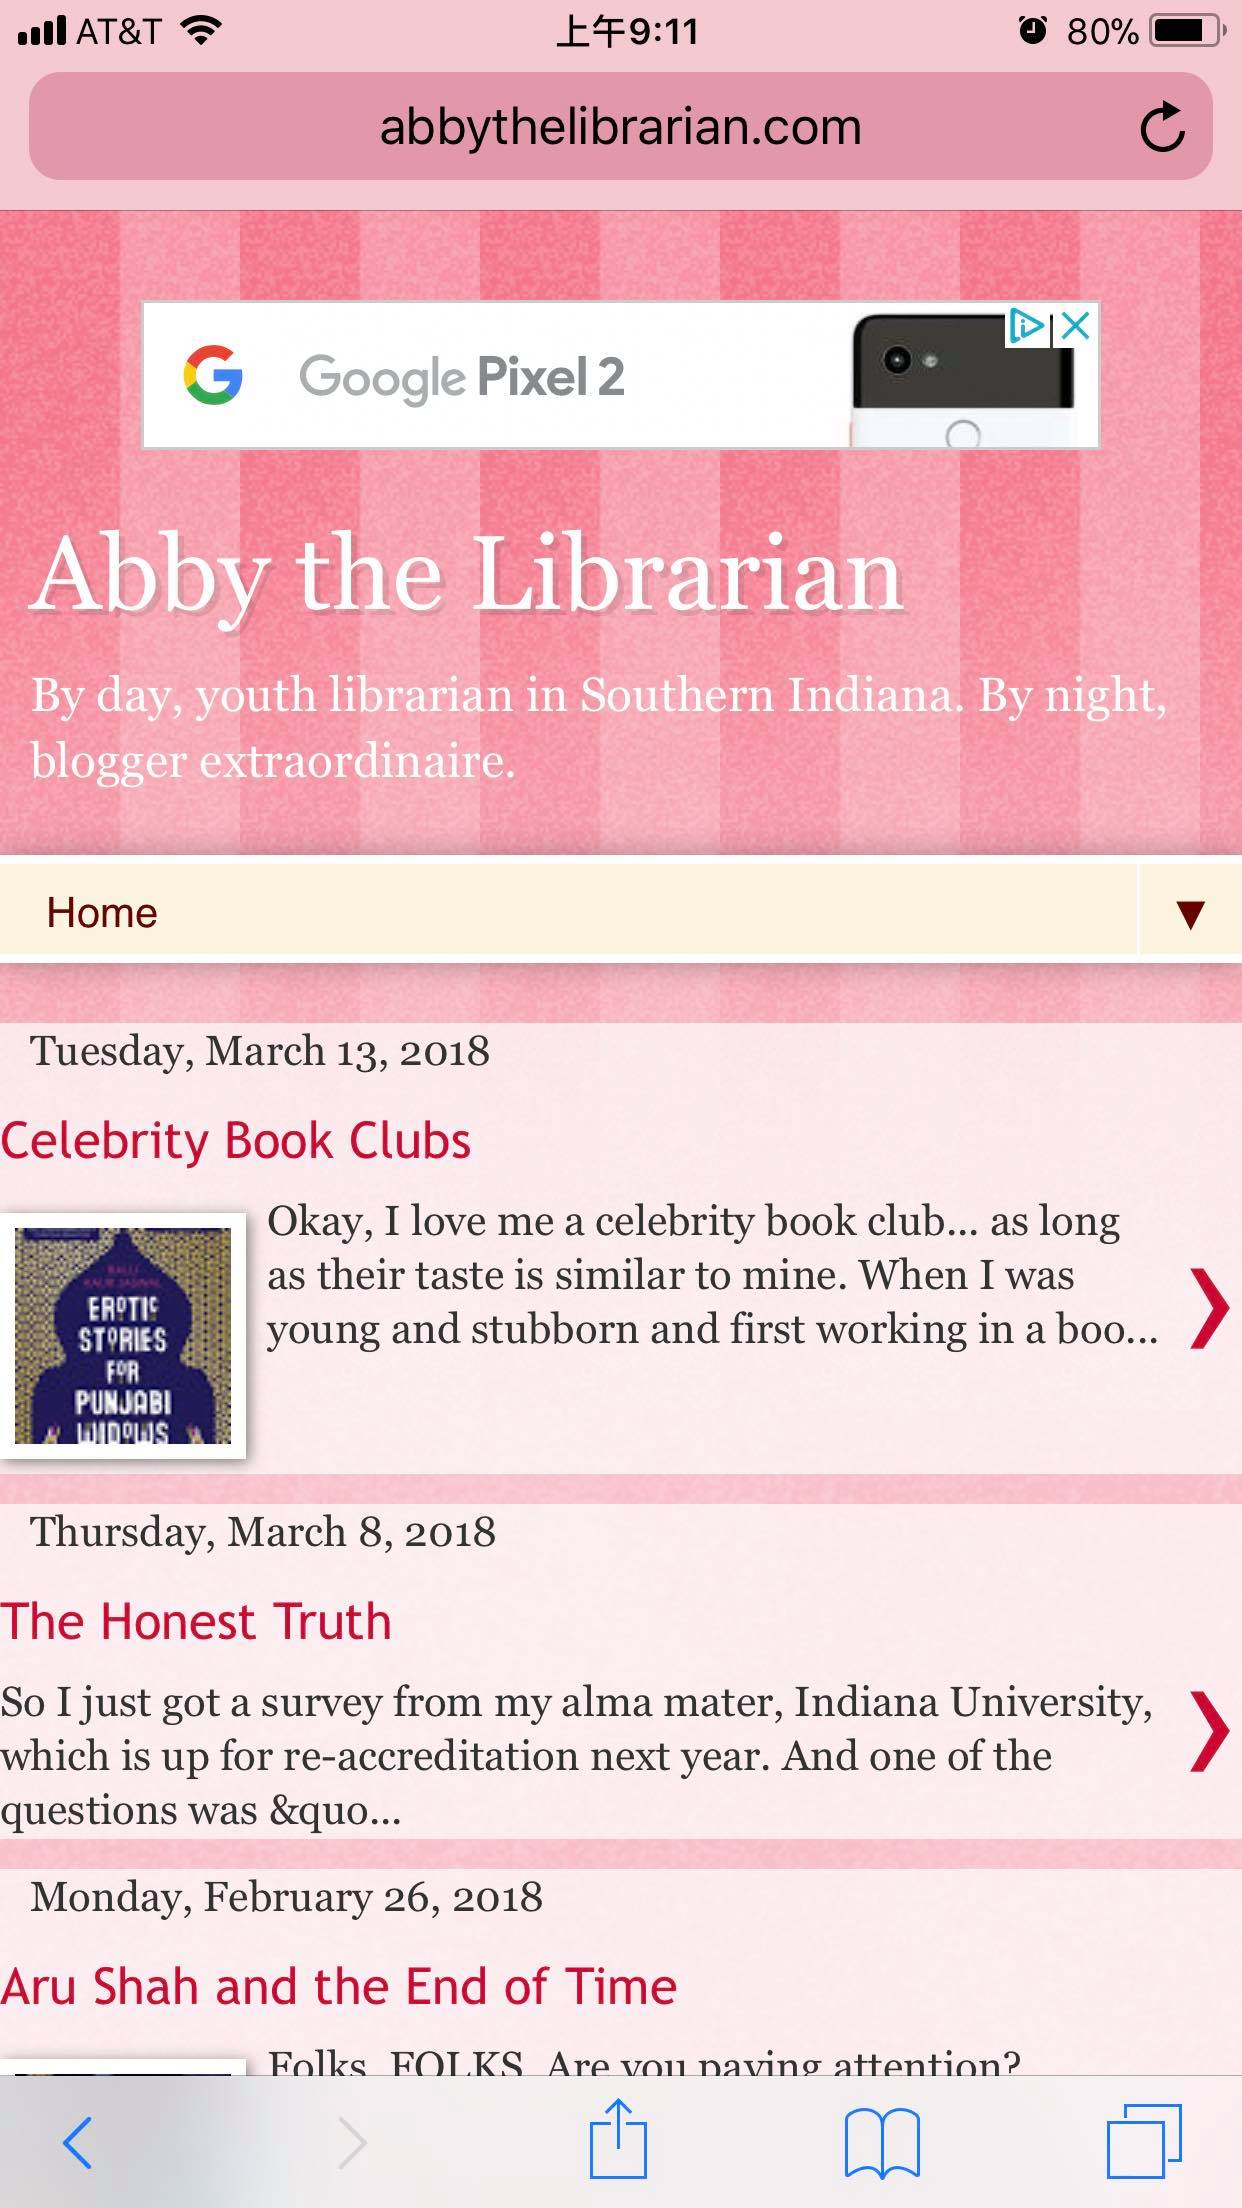 AT&T
上午9:11
80%
abbythelibrarian.com
Google Pixel 2
Abby the Librarian
By day, youth librarian in Southern Indiana. By night,
blogger extraordinaire.
Home
Tuesday, March 13, 2018
Celebrity Book Clubs
Okay, I love me a celebrity book club... as long
as their taste is similar to mine. When I was
young and stubborn and first working in a boo...
BALLI
KAUR JASWAL
EROTIC
STORIES
FOR
PUNJABI
WIDOWS
Thursday, March 8, 2018
The Honest Truth
So I just got a survey from my alma mater, Indiana University,
which is up for re-accreditation next year. And one of the
questions was &quo...
Monday, February 26, 2018
Aru Shah and the End of Time
Folks. FOLKS. Are you paying attention?